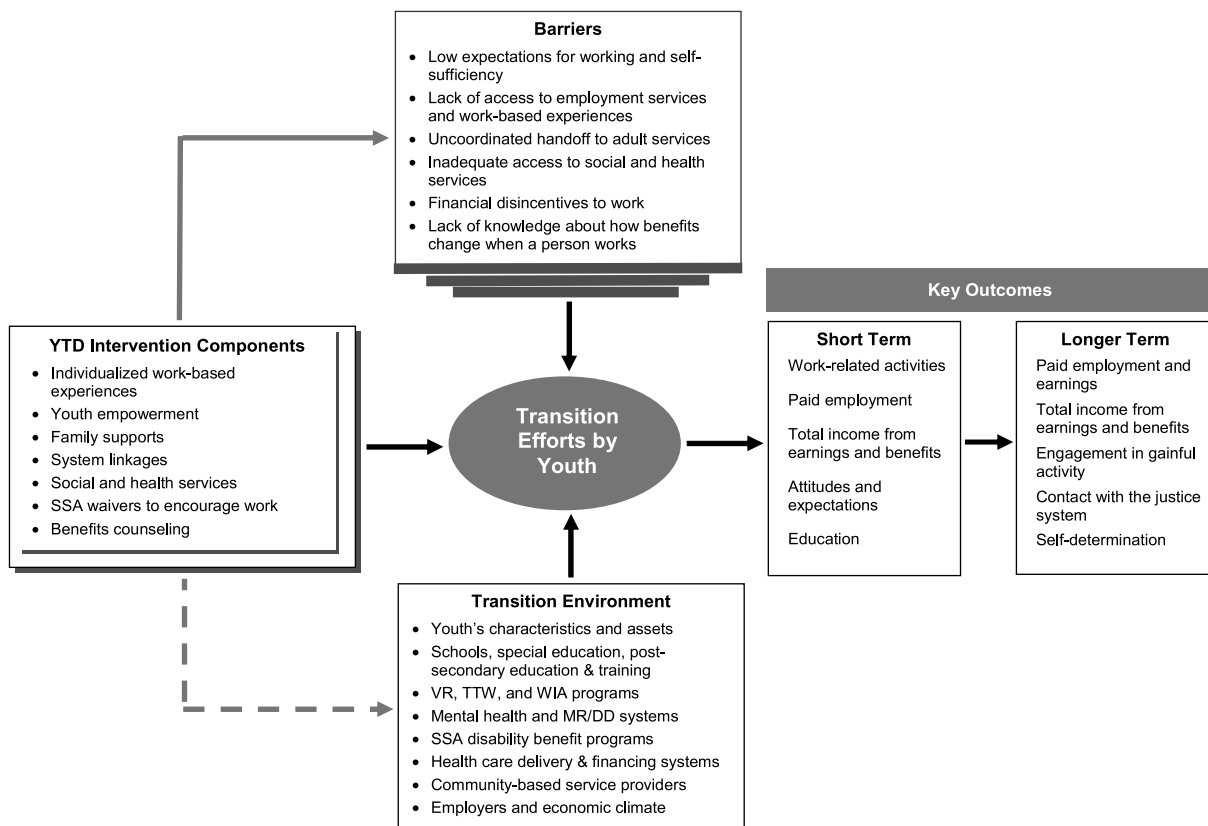 Barriers
• Low expectations for working and self-
sufficiency
• Lack of access to employment services
and work-based experiences
• Uncoordinated handoff to adult services
• Inadequate access to social and health
services
• Financial disincentives to work
• Lack of knowledge about how benefits
change when a person works
YTD Intervention Components
• Individualized work-based
experiences
• Youth empowerment
• Family supports
• System linkages
• Social and health services
• SSA waivers to encourage work
• Benefits counseling
Transition
Efforts by
Youth
Key Outcomes
Short Term
Work-related activities
Paid employment
Total income from
earnings and benefits
Attitudes and
expectations
Education
Longer Term
Paid employment and
earnings
Total income from
earnings and benefits
Engagement in gainful
activity
Contact with the justice
system
Self-determination
Transition Environment
• Youth’s characteristics and assets
• Schools, special education, post-
secondary education & training
• VR, TTW, and WIA programs
• Mental health and MR/DD systems
• SSA disability benefit programs
• Health care delivery & financing systems
• Community-based service providers
• Employers and economic climate